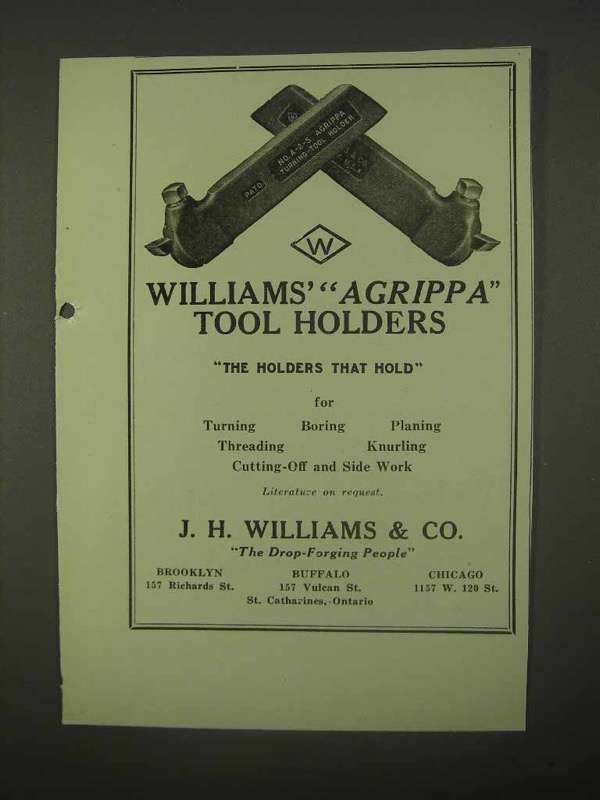 PATD
NO. A-2-S AGRIPPA
TURNING-TOOL HOLDER
W
WILLIAMS' "AGRIPPA"
TOOL HOLDERS
"THE HOLDERS THAT HOLD"
for
Turning Boring Planing
Threading Knurling
Cutting-Off and Side Work
Literature on request.
J. H. WILLIAMS & CO.
"The Drop-Forging People"
BROOKLYN BUFFALO CHICAGO
157 Richards St. 157 Vulcan St. 1157 W. 120 St.
St. Catharines, Ontario